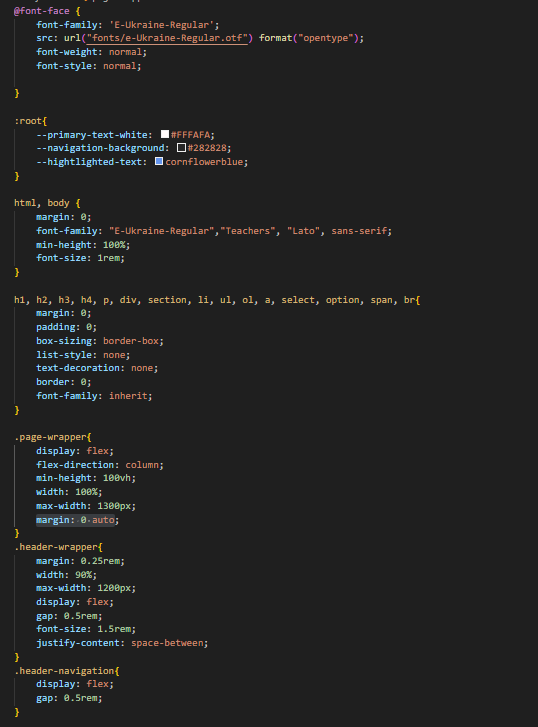 @font-face {
    font-family: 'E-Ukraine-Regular';
    src: url("fonts/e-Ukraine-Regular.otf") format("opentype");
    font-weight: normal;
    font-style: normal;

}

:root{
    --primary-text-white: #FFFAFA;
    --navigation-background: #282828;
    --hightlighted-text: cornflowerblue;
}

html, body {
    margin: 0;
    font-family: "E-Ukraine-Regular","Teachers", "Lato", sans-serif;
    min-height: 100%;
    font-size: 1rem;
}

h1, h2, h3, h4, p, div, section, li, ul, ol, a, select, option, span, br{
    margin: 0;
    padding: 0;
    box-sizing: border-box;
    list-style: none;
    text-decoration: none;
    border: 0;
    font-family: inherit;
}

.page-wrapper{
    display: flex;
    flex-direction: column;
    min-height: 100vh;
    width: 100%;
    max-width: 1300px;
    margin: 0 auto;
}
.header-wrapper{
    margin: 0.25rem;
    width: 90%;
    max-width: 1200px;
    display: flex;
    gap: 0.5rem;
    font-size: 1.5rem;
    justify-content: space-between;
}
.header-navigation{
    display: flex;
    gap: 0.5rem;
}